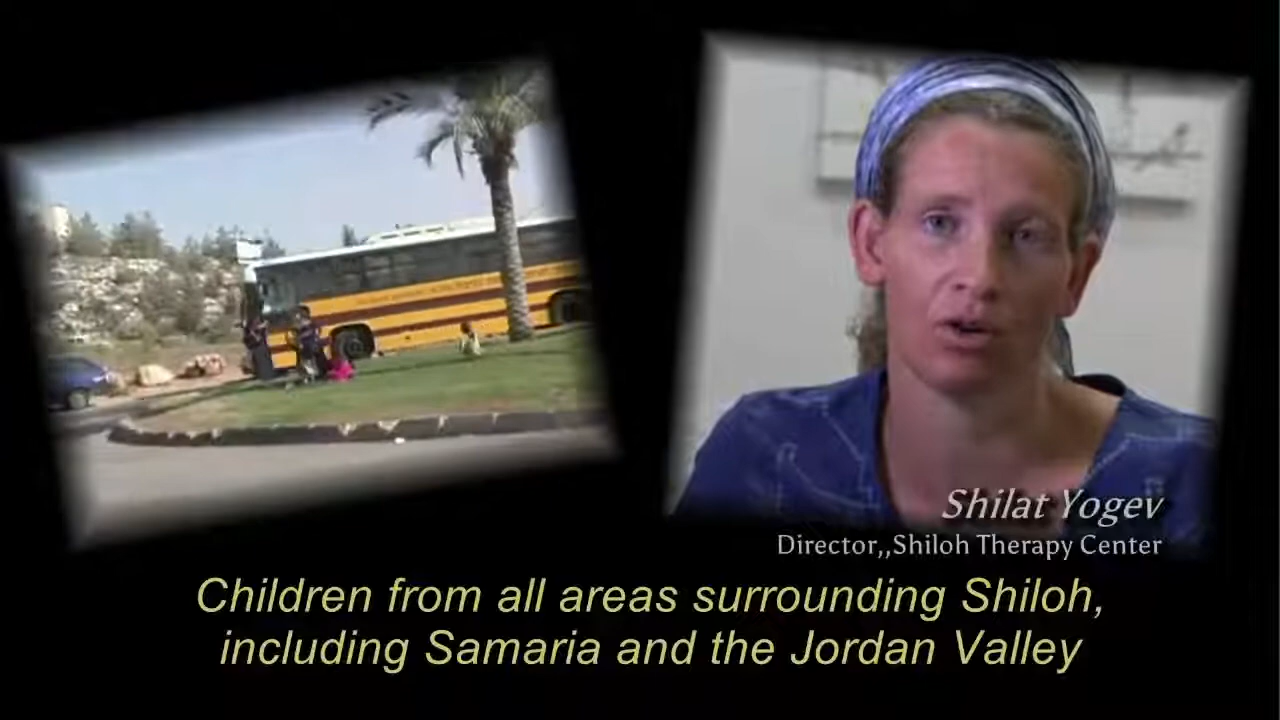 Shilat Yogev
Director,,Shiloh Therapy Center
Children from all areas surrounding Shiloh,
including Samaria and the Jordan Valley